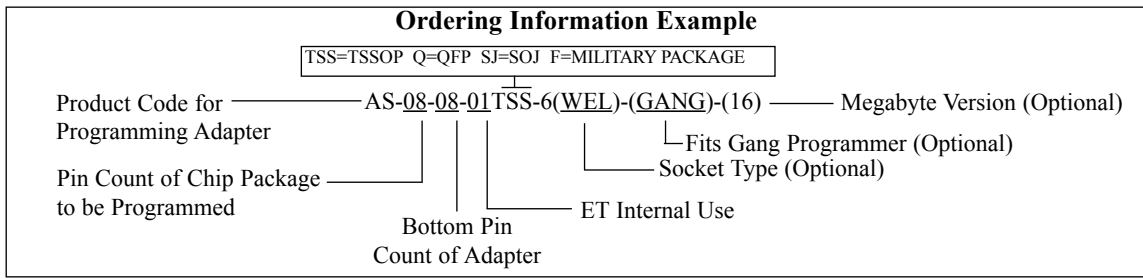 Ordering Information Example
TSS=TSSOP Q=QFP SJ=SOJ F=MILITARY PACKAGE
AS-08-08-01TSS-6(WEL)-(GANG)-(16)
Product Code for
Programming Adapter
Megabyte Version (Optional)
Fits Gang Programmer (Optional)
Socket Type (Optional)
Pin Count of Chip Package
to be Programmed
ET Internal Use
Bottom Pin
Count of Adapter